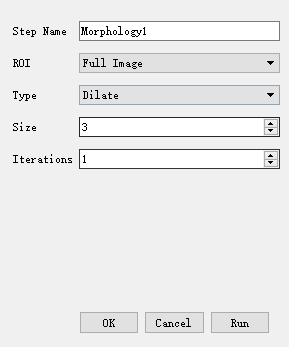 Step Name Morphology1
ROI Full Image
Type Dilate
Size 3
Iterations 1
OK Cancel Run